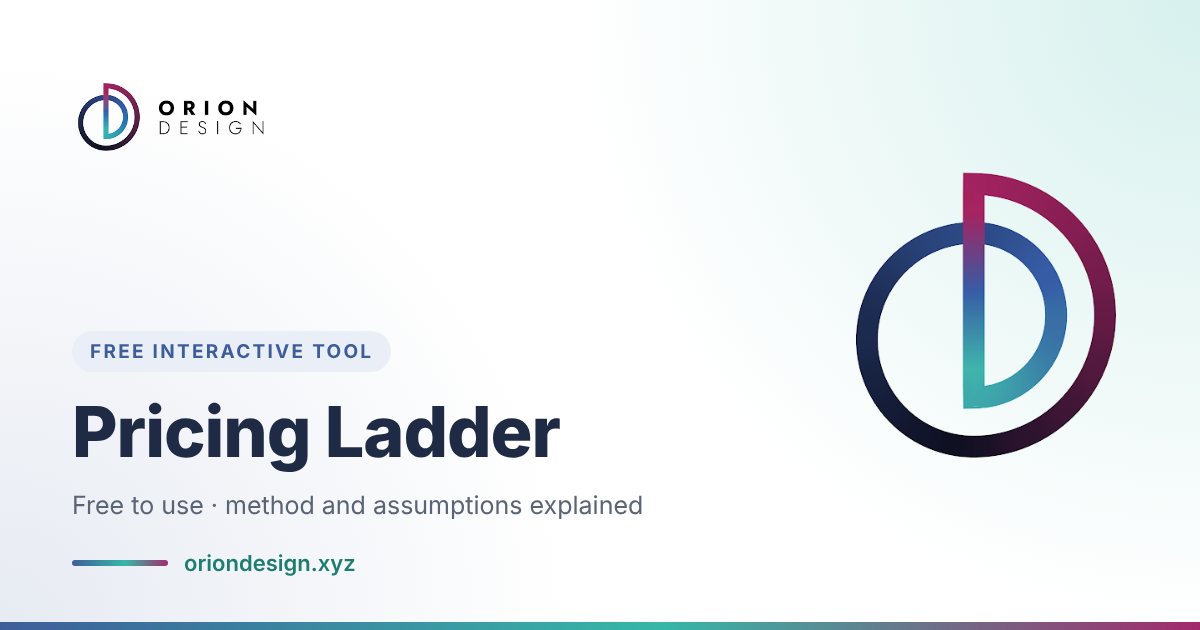 ORION
DESIGN
FREE INTERACTIVE TOOL
Pricing Ladder
Free to use · method and assumptions explained
oriondesign.xyz